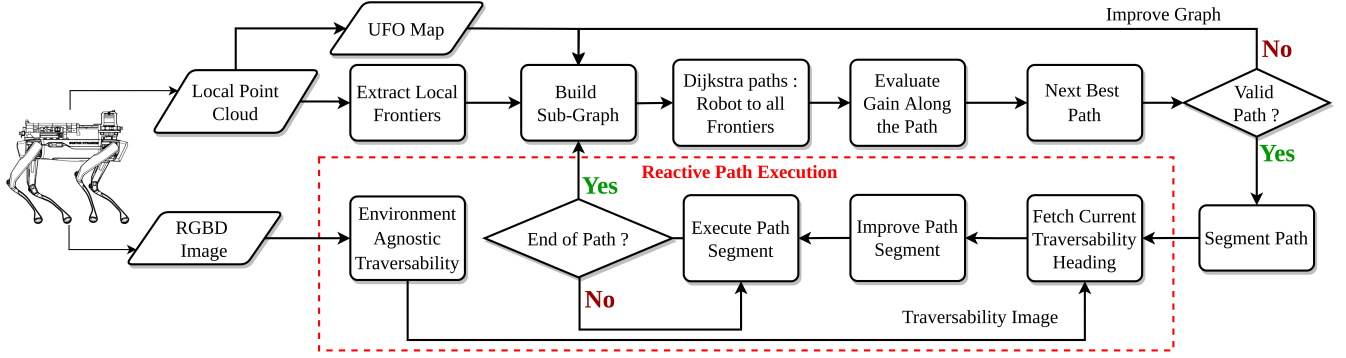 UFO Map
Improve Graph
No
Local Point
Cloud
Extract Local
Frontiers
Build
Sub-Graph
Dijkstra paths :
Robot to all
Frontiers
Evaluate
Gain Along
the Path
Next Best
Path
Valid
Path ?
Yes
Reactive Path Execution
Yes
RGBD
Image
Environment
Agnostic
Traversability
End of Path ?
Execute Path
Segment
Improve Path
Segment
Fetch Current
Traversability
Heading
Segment Path
No
Traversability Image